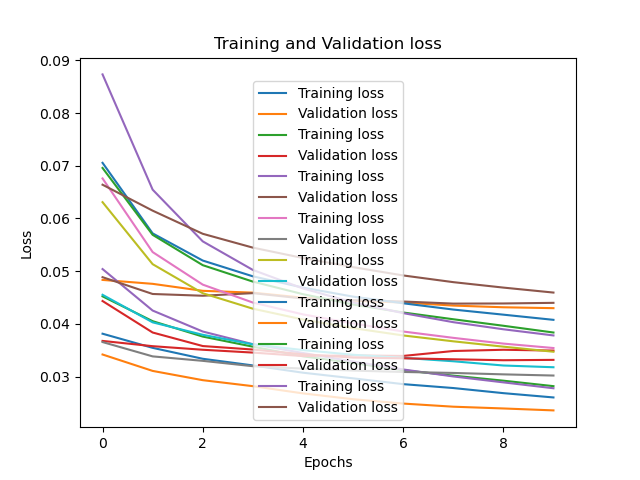 Training and Validation loss
0.09
0.08
0.07
0.06
0.05
0.04
0.03
Loss
Training loss
Validation loss
Training loss
Validation loss
Training loss
Validation loss
Training loss
Validation loss
Training loss
Validation loss
Training loss
Validation loss
Training loss
Validation loss
Training loss
Validation loss
0 2 4 6 8
Epochs